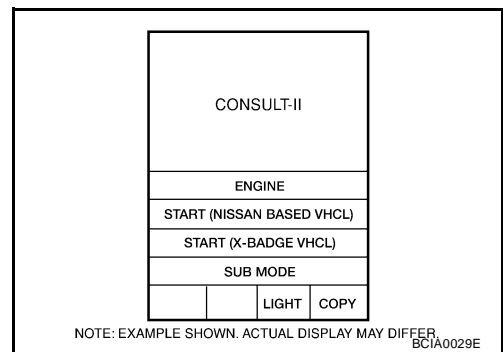 CONSULT-II
ENGINE
START (NISSAN BASED VHCL)
START (X-BADGE VHCL)
SUB MODE
LIGHT COPY
NOTE: EXAMPLE SHOWN. ACTUAL DISPLAY MAY DIFFER.
BCIA0029E